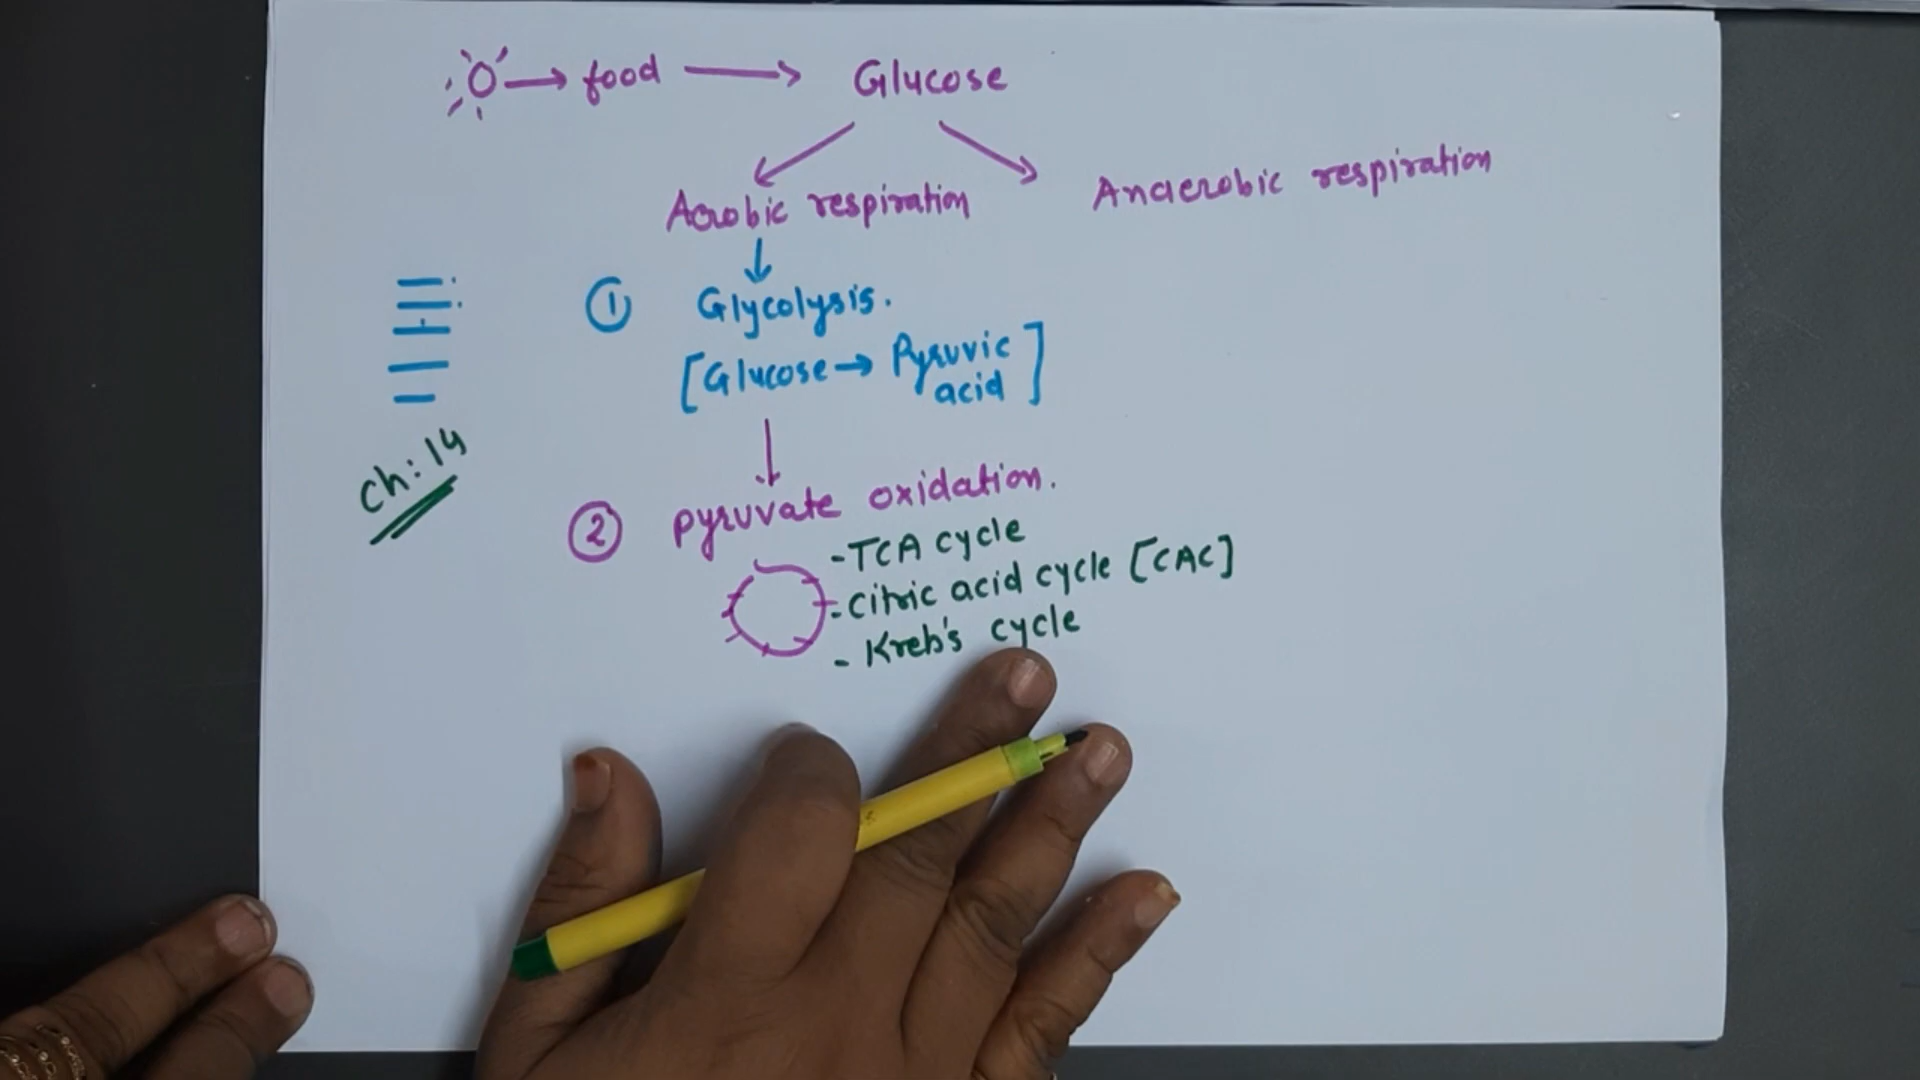 food Glucose
Aerobic respiration Anaerobic respiration
① Glycolysis.
[Glucose → Pyruvic acid]
Ch: 14
② pyruvate oxidation.
- TCA cycle
- Citric acid cycle [CAC]
- Kreb's cycle